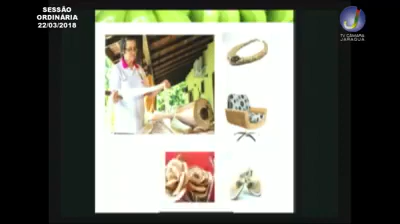 SESSÃO
ORDINÁRIA
22/03/2018
TV CÂMARA
JARAGUÁ